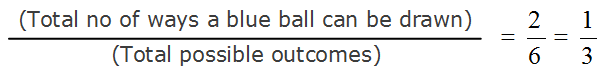 (Total no of ways a blue ball can be drawn)
(Total possible outcomes)
= 2/6 = 1/3